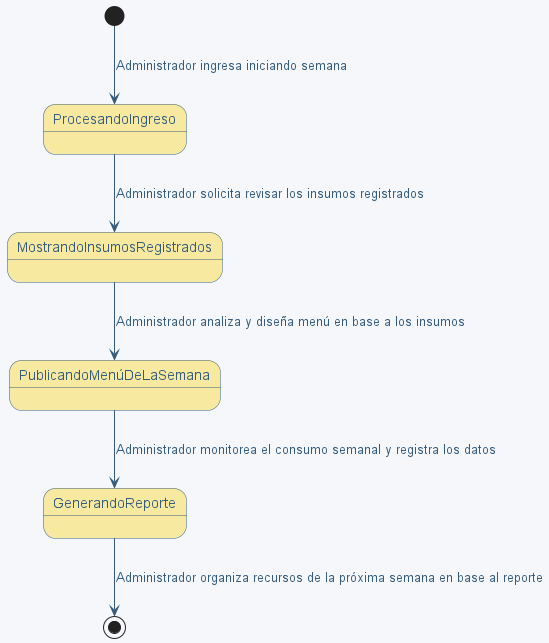 Administrador ingresa iniciando semana
ProcesandoIngreso
Administrador solicita revisar los insumos registrados
MostrandoInsumosRegistrados
Administrador analiza y diseña menú en base a los insumos
PublicandoMenúDeLaSemana
Administrador monitorea el consumo semanal y registra los datos
GenerandoReporte
Administrador organiza recursos de la próxima semana en base al reporte